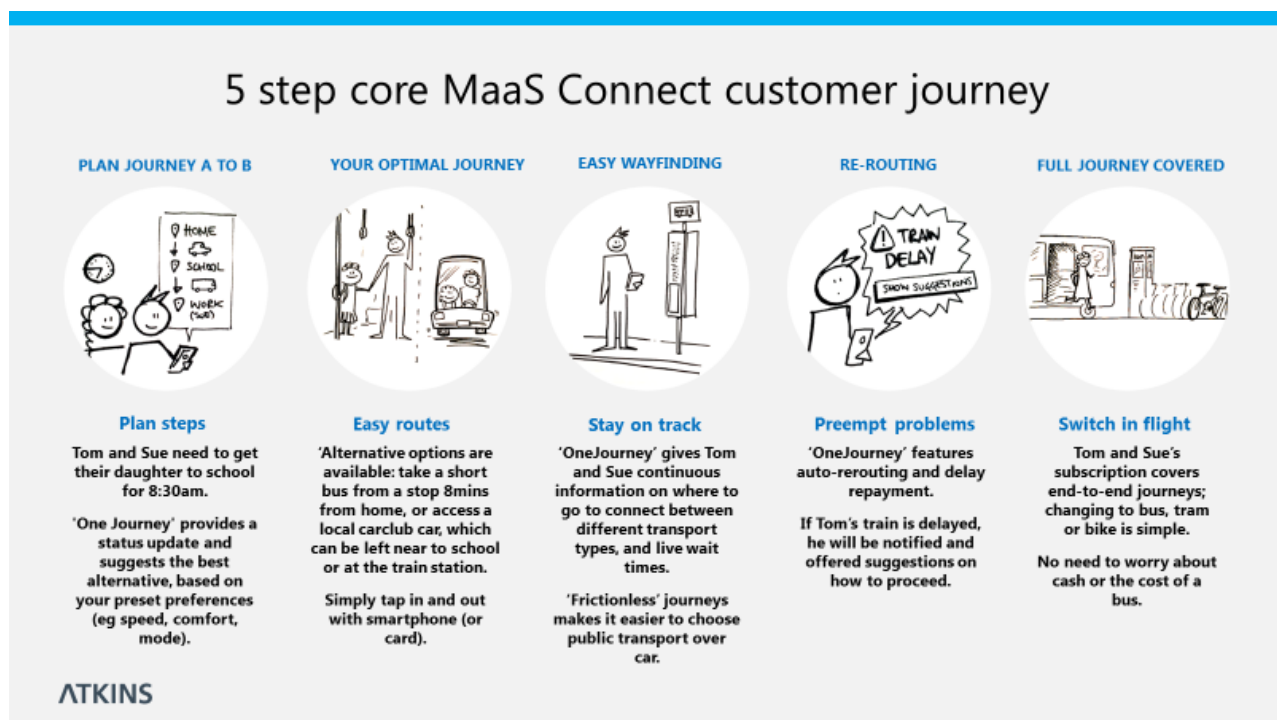 5 step core MaaS Connect customer journey
PLAN JOURNEY A TO B
HOME
SCHOOL
WORK
Plan steps
Tom and Sue need to get
their daughter to school
for 8:30am.
'One Journey' provides a
status update and
suggests the best
alternative, based on
your preset preferences
(eg speed, comfort,
mode).
YOUR OPTIMAL JOURNEY
Easy routes
'Alternative options are
available: take a short
bus from a stop 8mins
from home, or access a
local carclub car, which
can be left near to school
or at the train station.
Simply tap in and out
with smartphone (or
card).
EASY WAYFINDING
Stay on track
'OneJourney' gives Tom
and Sue continuous
information on where to
go to connect between
different transport
types, and live wait
times.
'Frictionless' journeys
makes it easier to choose
public transport over
car.
RE-ROUTING
TRAIN
DELAY
SHOW SUGGESTIONS
Preempt problems
'OneJourney' features
auto-rerouting and delay
repayment.
If Tom's train is delayed,
he will be notified and
offered suggestions on
how to proceed.
FULL JOURNEY COVERED
Switch in flight
Tom and Sue's
subscription covers
end-to-end journeys;
changing to bus, tram
or bike is simple.
No need to worry about
cash or the cost of a
bus.
ATKINS